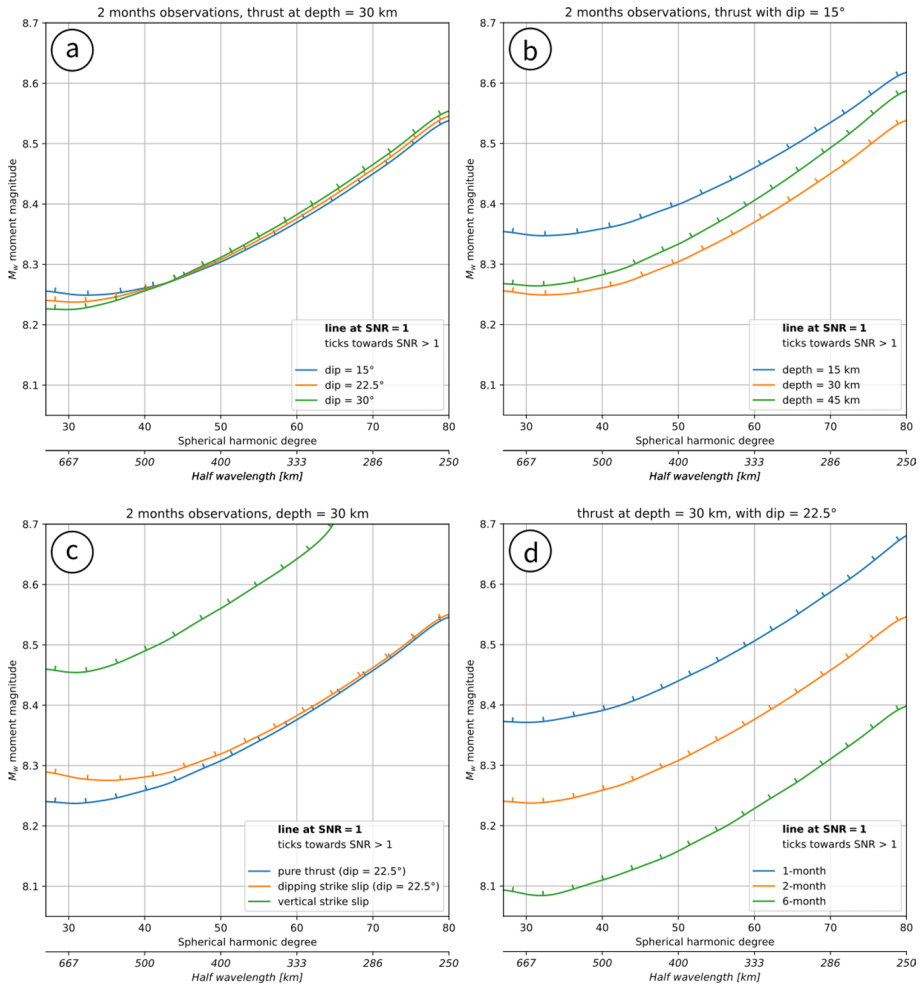 2 months observations, thrust at depth = 30 km
a
8.7
8.6
8.5
8.4
8.3
8.2
8.1
Mw moment magnitude
line at SNR = 1
ticks towards SNR > 1
dip = 15°
dip = 22.5°
dip = 30°
30 40 50 60 70 80
Spherical harmonic degree
667 500 400 333 286 250
Half wavelength [km]
2 months observations, thrust with dip = 15°
b
8.7
8.6
8.5
8.4
8.3
8.2
8.1
Mw moment magnitude
line at SNR = 1
ticks towards SNR > 1
depth = 15 km
depth = 30 km
depth = 45 km
30 40 50 60 70 80
Spherical harmonic degree
667 500 400 333 286 250
Half wavelength [km]
2 months observations, depth = 30 km
c
8.7
8.6
8.5
8.4
8.3
8.2
8.1
Mw moment magnitude
line at SNR = 1
ticks towards SNR > 1
pure thrust (dip = 22.5°)
dipping strike slip (dip = 22.5°)
vertical strike slip
30 40 50 60 70 80
Spherical harmonic degree
667 500 400 333 286 250
Half wavelength [km]
thrust at depth = 30 km, with dip = 22.5°
d
8.7
8.6
8.5
8.4
8.3
8.2
8.1
Mw moment magnitude
line at SNR = 1
ticks towards SNR > 1
1-month
2-month
6-month
30 40 50 60 70 80
Spherical harmonic degree
667 500 400 333 286 250
Half wavelength [km]